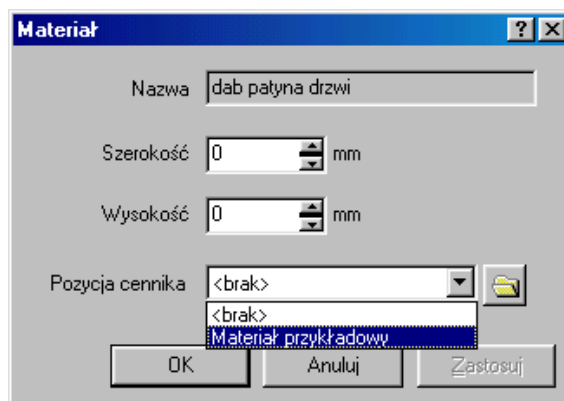 Materiał
Nazwa dab patyna drzwi
Szerokość 0 mm
Wysokość 0 mm
Pozycja cennika <brak>
<brak>
Materiał przykładowy
OK Anuluj Zastosuj